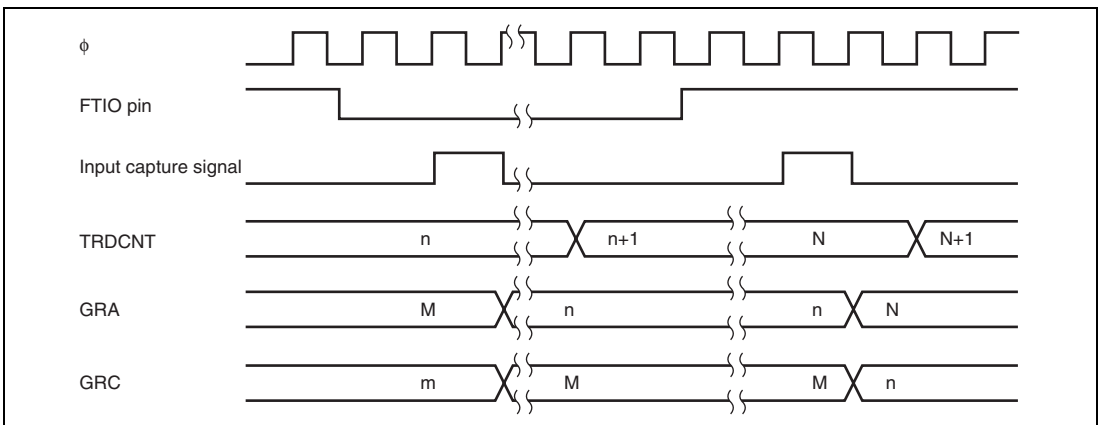 ϕ
FTIO pin
Input capture signal
TRDCNT n n+1 N N+1
GRA M n n N
GRC m M M n